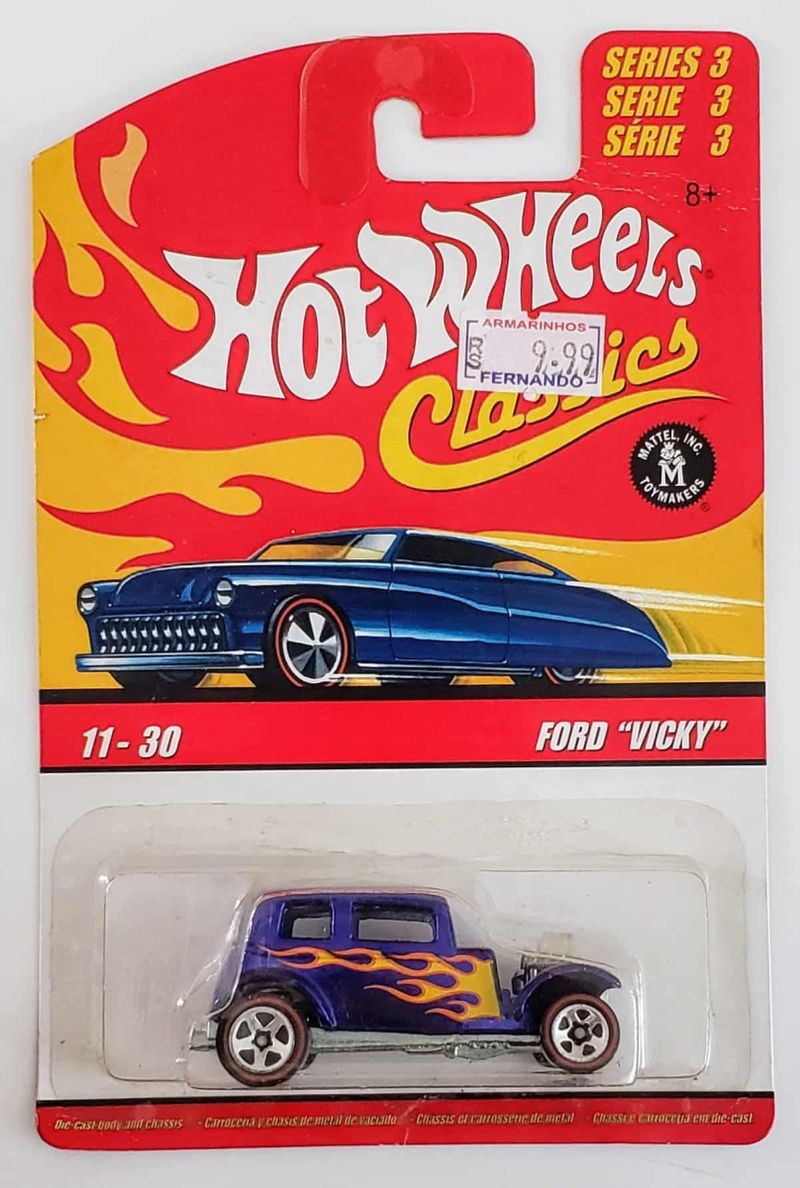 SERIES 3
SERIE 3
SÉRIE 3
8+
Hot Wheels
ARMARINHOS
R$ 9.99
FERNANDO
Classics
MATTEL, INC.
M
TOYMAKERS
11 - 30
FORD “VICKY”
Die-cast body and chassis - Carrocería y chasis de metal de vaciado - Chassis et carrosserie de métal - Chassi e carroceria em die-cast